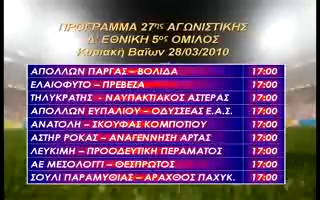 ΠΡΟΓΡΑΜΜΑ 27ης ΑΓΩΝΙΣΤΙΚΗΣ
Δ' ΕΘΝΙΚΗ 5ος ΟΜΙΛΟΣ
Κυριακή Βαΐων 28/03/2010
ΑΠΟΛΛΩΝ ΠΑΡΓΑΣ – ΒΟΛΙΔΑ 17:00
ΕΛΑΙΟΦΥΤΟ – ΠΡΕΒΕΖΑ 17:00
ΤΗΛΥΚΡΑΤΗΣ - ΝΑΥΠΑΚΤΙΑΚΟΣ ΑΣΤΕΡΑΣ 17:00
ΑΠΟΛΛΩΝ ΕΥΠΑΛΙΟΥ – ΟΔΥΣΣΕΑΣ Ε.Α.Σ. 17:00
ΑΝΑΤΟΛΗ – ΣΚΟΥΦΑΣ ΚΟΜΠΟΤΙΟΥ 17:00
ΑΣΤΗΡ ΡΟΚΑΣ – ΑΝΑΓΕΝΝΗΣΗ ΑΡΤΑΣ 17:00
ΛΕΥΚΙΜΗ – ΠΡΟΟΔΕΥΤΙΚΗ ΠΕΡΑΜΑΤΟΣ 17:00
ΑΕ ΜΕΣΟΛΟΓΓΙ – ΘΕΣΠΡΩΤΟΣ 17:00
ΣΟΥΛΙ ΠΑΡΑΜΥΘΙΑΣ – ΑΡΑΧΘΟΣ ΠΑΧΥΚ. 17:00